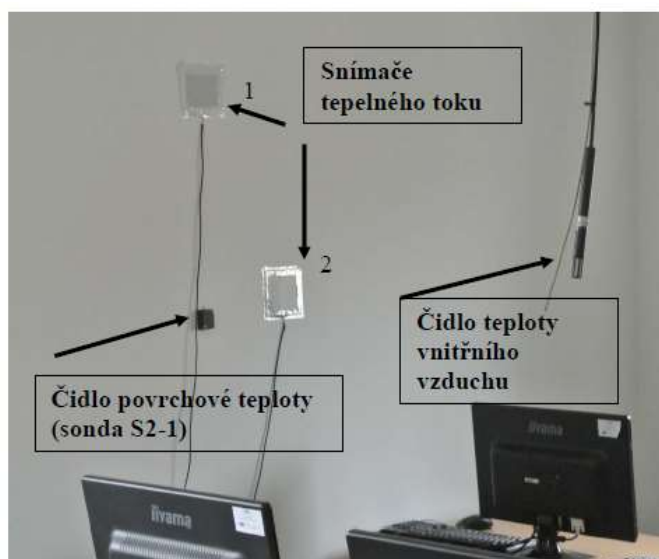 Snímače
tepelného toku
1
2
Čidlo teploty
vnitřního
vzduchu
Čidlo povrchové teploty
(sonda S2-1)
iiyama
iiyama